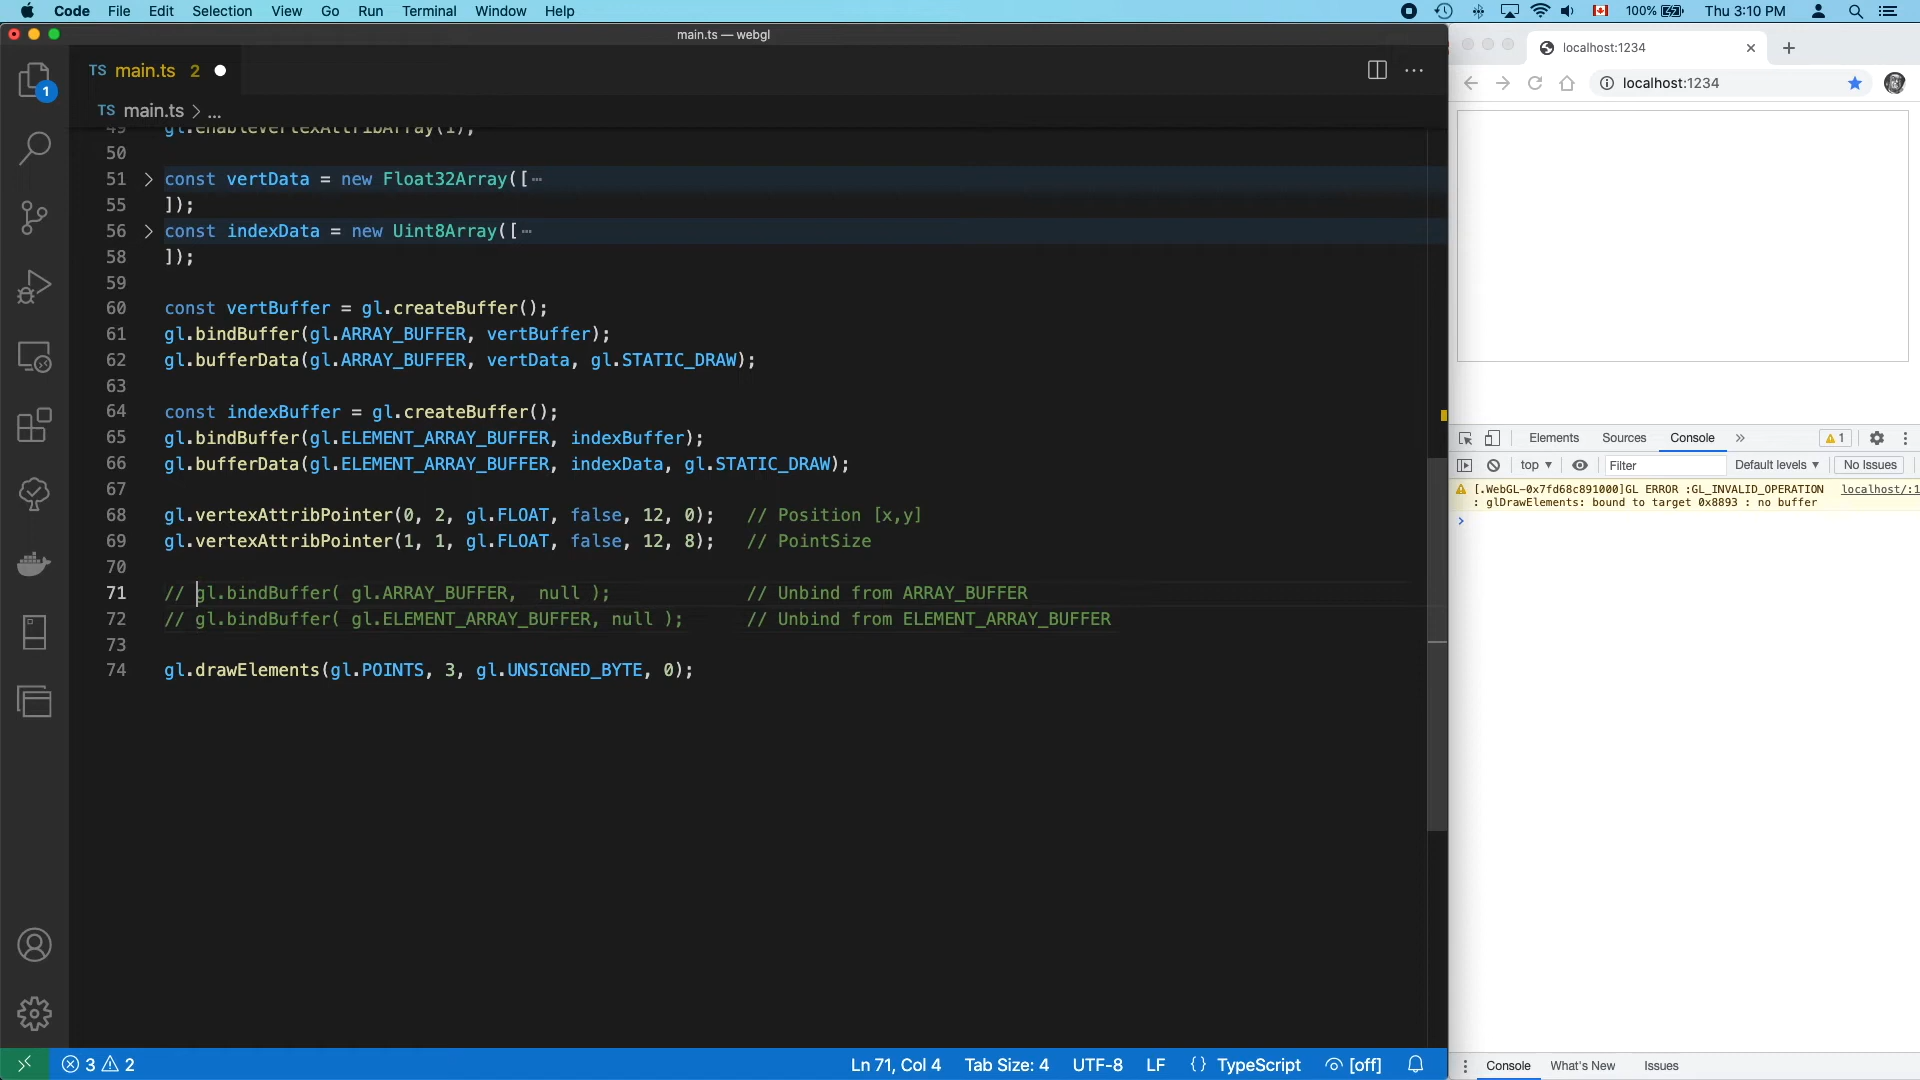 Code File Edit Selection View Go Run Terminal Window Help
100% Thu 3:10 PM
main.ts — webgl
TS main.ts 2
1
TS main.ts > ...
49 gl.enableVertexAttribArray(1);
50
51 const vertData = new Float32Array([ ⋯
55 ]);
56 const indexData = new Uint8Array([ ⋯
58 ]);
59
60 const vertBuffer = gl.createBuffer();
61 gl.bindBuffer(gl.ARRAY_BUFFER, vertBuffer);
62 gl.bufferData(gl.ARRAY_BUFFER, vertData, gl.STATIC_DRAW);
63
64 const indexBuffer = gl.createBuffer();
65 gl.bindBuffer(gl.ELEMENT_ARRAY_BUFFER, indexBuffer);
66 gl.bufferData(gl.ELEMENT_ARRAY_BUFFER, indexData, gl.STATIC_DRAW);
67
68 gl.vertexAttribPointer(0, 2, gl.FLOAT, false, 12, 0); // Position [x,y]
69 gl.vertexAttribPointer(1, 1, gl.FLOAT, false, 12, 8); // PointSize
70
71 // gl.bindBuffer( gl.ARRAY_BUFFER, null ); // Unbind from ARRAY_BUFFER
72 // gl.bindBuffer( gl.ELEMENT_ARRAY_BUFFER, null ); // Unbind from ELEMENT_ARRAY_BUFFER
73
74 gl.drawElements(gl.POINTS, 3, gl.UNSIGNED_BYTE, 0);
3 2 Ln 71, Col 4 Tab Size: 4 UTF-8 LF {} TypeScript [off]
localhost:1234
localhost:1234
Elements Sources Console » 1
top Filter Default levels No Issues
[.WebGL-0x7fd68c891000]GL ERROR :GL_INVALID_OPERATION localhost/:1
: glDrawElements: bound to target 0x8893 : no buffer
>
Console What's New Issues